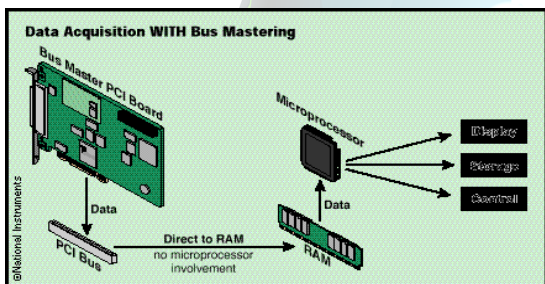 Data Acquisition WITH Bus Mastering
Bus Master PCI Board
Microprocessor
Display
Storage
Control
Data
Data
PCI Bus
Direct to RAM
no microprocessor
involvement
RAM
©National Instruments